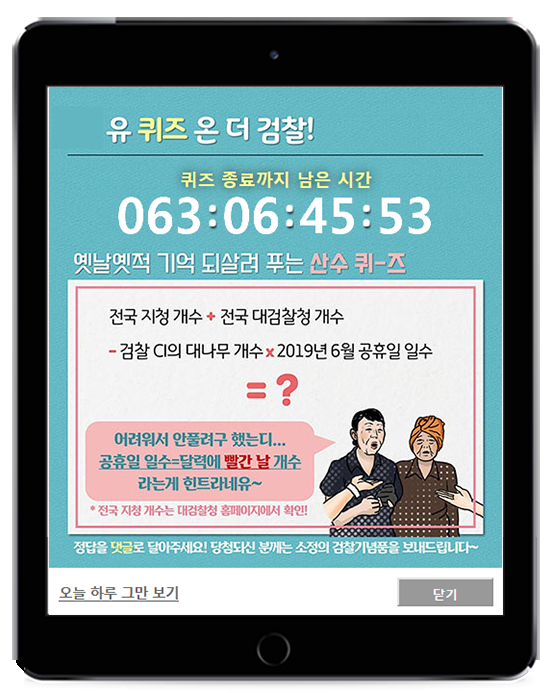 유 퀴즈 온 더 검찰!
퀴즈 종료까지 남은 시간
063:06:45:53
옛날옛적 기억 되살려 푸는 산수 퀴-즈
전국 지청 개수 + 전국 대검찰청 개수
- 검찰 CI의 대나무 개수 x 2019년 6월 공휴일 일수
= ?
어려워서 안풀려구 했는디...
공휴일 일수=달력에 빨간 날 개수
라는게 힌트라네유~
* 전국 지청 개수는 대검찰청 홈페이지에서 확인!
정답을 댓글로 달아주세요! 당첨되신 분께는 소정의 검찰기념품을 보내드립니다~
오늘 하루 그만 보기
닫기